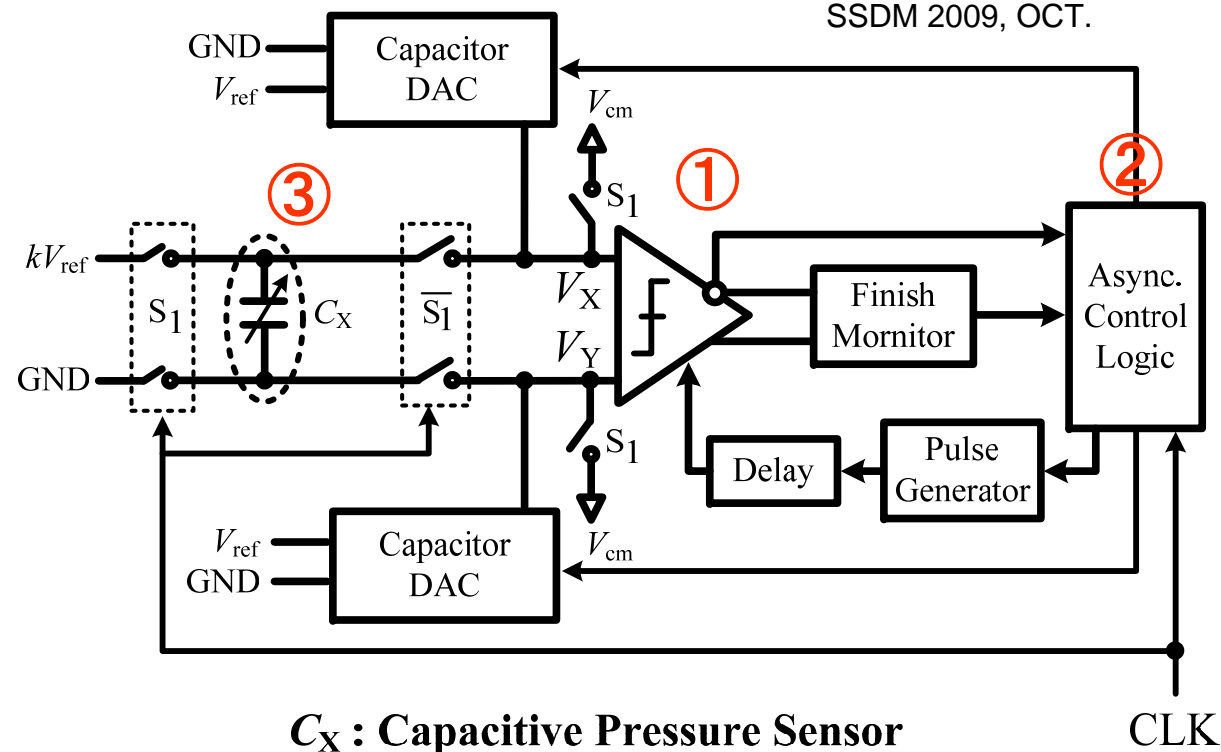 SSDM 2009, OCT.
GND
Vref
Capacitor
DAC
Vcm
S1
①
②
③
kVref
S1
CX
S1
VX
VY
GND
Finish
Mornitor
Async.
Control
Logic
S1
Delay
Pulse
Generator
Vref
GND
Capacitor
DAC
Vcm
CX : Capacitive Pressure Sensor
CLK